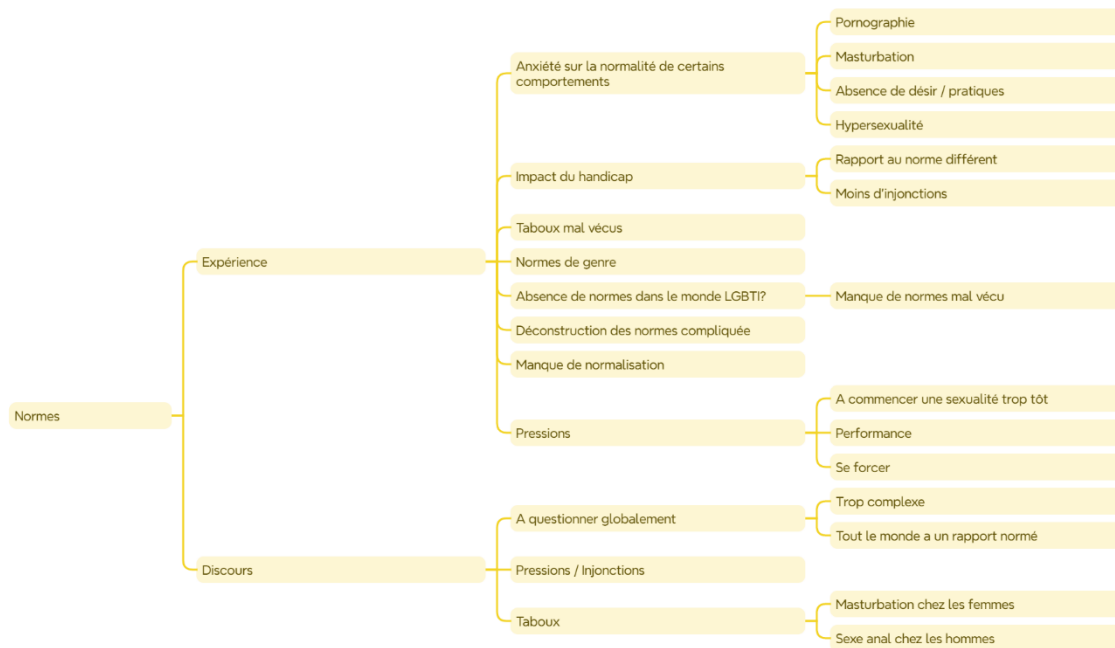 Normes
Expérience
Anxiété sur la normalité de certains
comportements
Pornographie
Masturbation
Absence de désir / pratiques
Hypersexualité
Impact du handicap
Rapport au norme différent
Moins d'injonctions
Taboux mal vécus
Normes de genre
Absence de normes dans le monde LGBTI?
Manque de normes mal vécu
Déconstruction des normes compliquée
Manque de normalisation
Pressions
A commencer une sexualité trop tôt
Performance
Se forcer
Discours
A questionner globalement
Trop complexe
Tout le monde a un rapport normé
Pressions / Injonctions
Taboux
Masturbation chez les femmes
Sexe anal chez les hommes